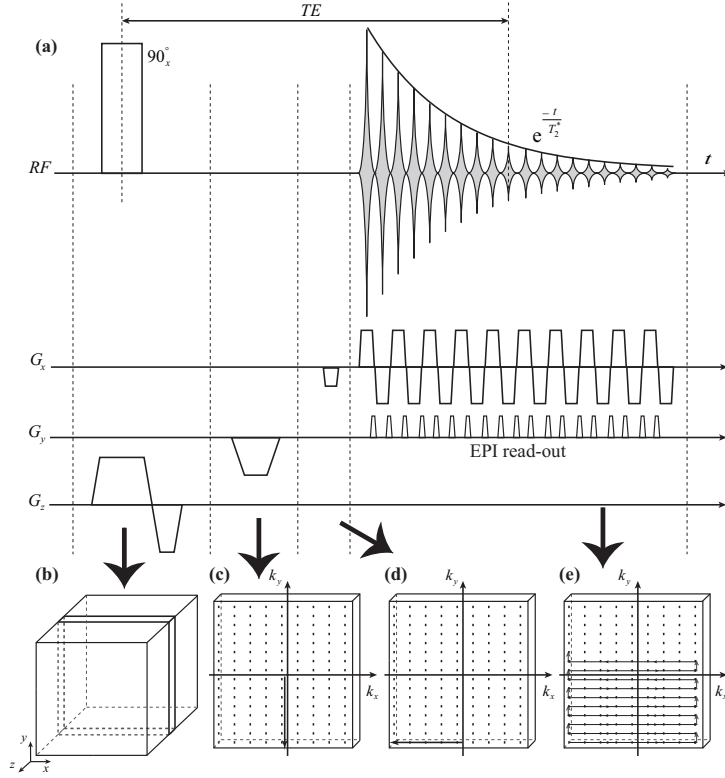 TE
(a)
90°x
e^(-t/T2*)
RF
t
Gx
Gy
EPI read-out
Gz
(b)
(c)
ky
(d)
ky
(e)
ky
kx
kx
kx
y
z
x